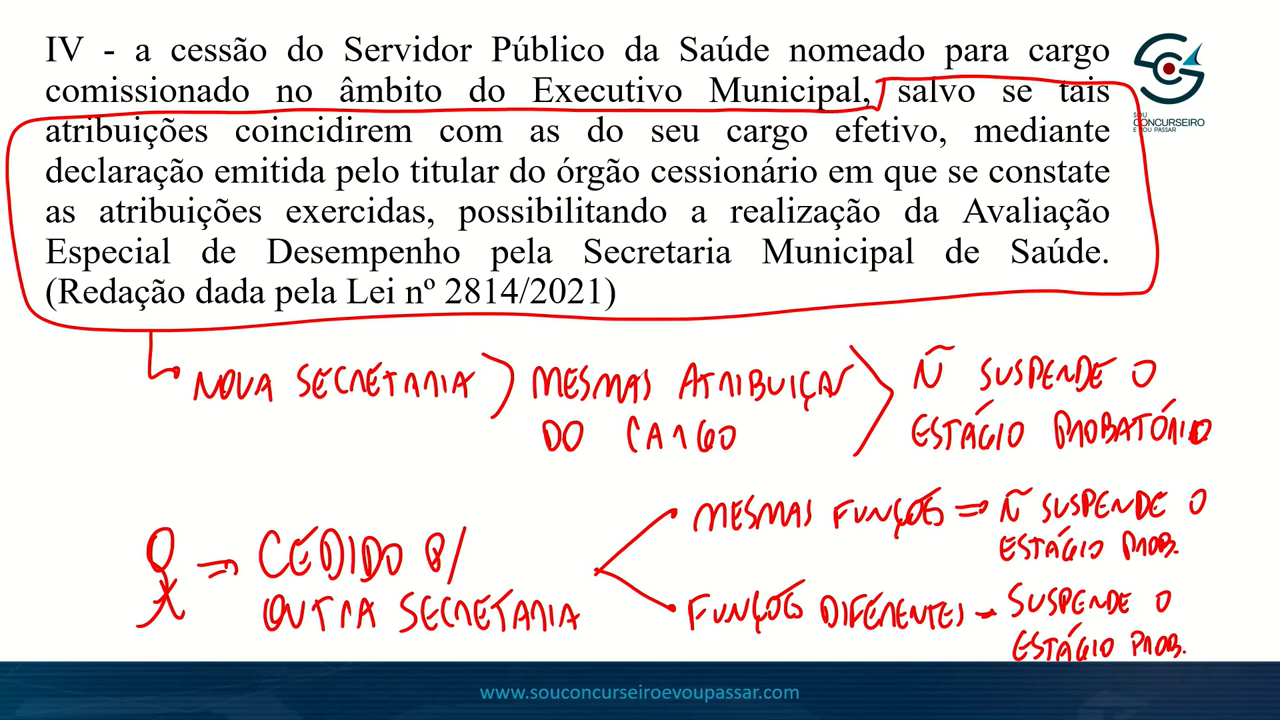 IV - a cessão do Servidor Público da Saúde nomeado para cargo
comissionado no âmbito do Executivo Municipal, salvo se tais
atribuições coincidirem com as do seu cargo efetivo, mediante
declaração emitida pelo titular do órgão cessionário em que se constate
as atribuições exercidas, possibilitando a realização da Avaliação
Especial de Desempenho pela Secretaria Municipal de Saúde.
(Redação dada pela Lei nº 2814/2021)
SOU
CONCURSEIRO
E VOU PASSAR
NOVA SECRETARIA
MESMAS ATRIBUIÇÕES
DO CARGO
Ñ SUSPENDE O
ESTÁGIO PROBATÓRIO
CEDIDO P/
OUTRA SECRETARIA
MESMAS FUNÇÕES => Ñ SUSPENDE O
ESTÁGIO PROB.
FUNÇÕES DIFERENTES - SUSPENDE O
ESTÁGIO PROB.
www.souconcurseiroevoupassar.com